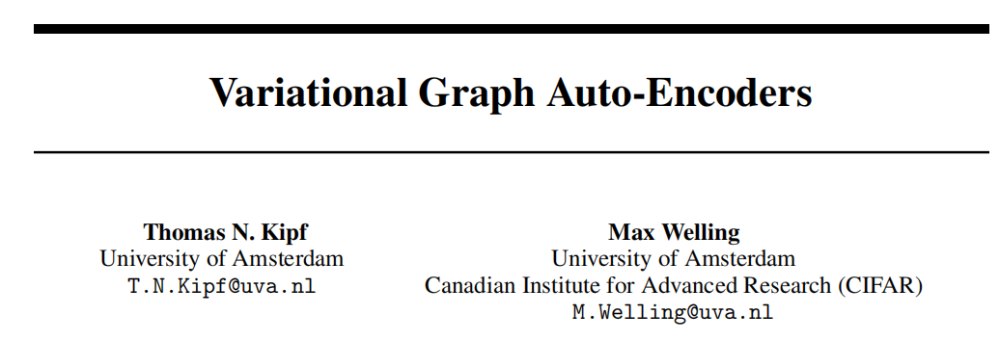 Variational Graph Auto-Encoders
Thomas N. Kipf
University of Amsterdam
T.N.Kipf@uva.nl
Max Welling
University of Amsterdam
Canadian Institute for Advanced Research (CIFAR)
M.Welling@uva.nl